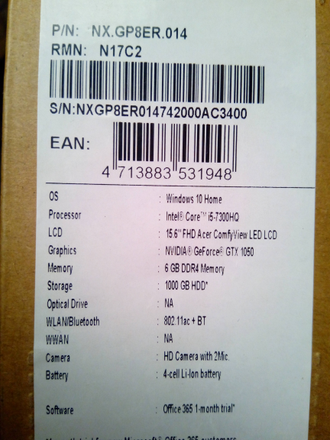 P/N: NX.GP8ER.014
RMN: N17C2
S/N:NXGP8ER014742000AC3400
EAN:
4 713883 531948
OS : Windows 10 Home
Processor : Intel® Core™ i5-7300HQ
LCD : 15.6" FHD Acer ComfyView LED LCD
Graphics : NVIDIA® GeForce® GTX 1050
Memory : 6 GB DDR4 Memory
Storage : 1000 GB HDD*
Optical Drive : NA
WLAN/Bluetooth : 802.11ac + BT
WWAN : NA
Camera : HD Camera with 2Mic.
Battery : 4-cell Li-Ion battery
Software : Office 365 1-month trial*